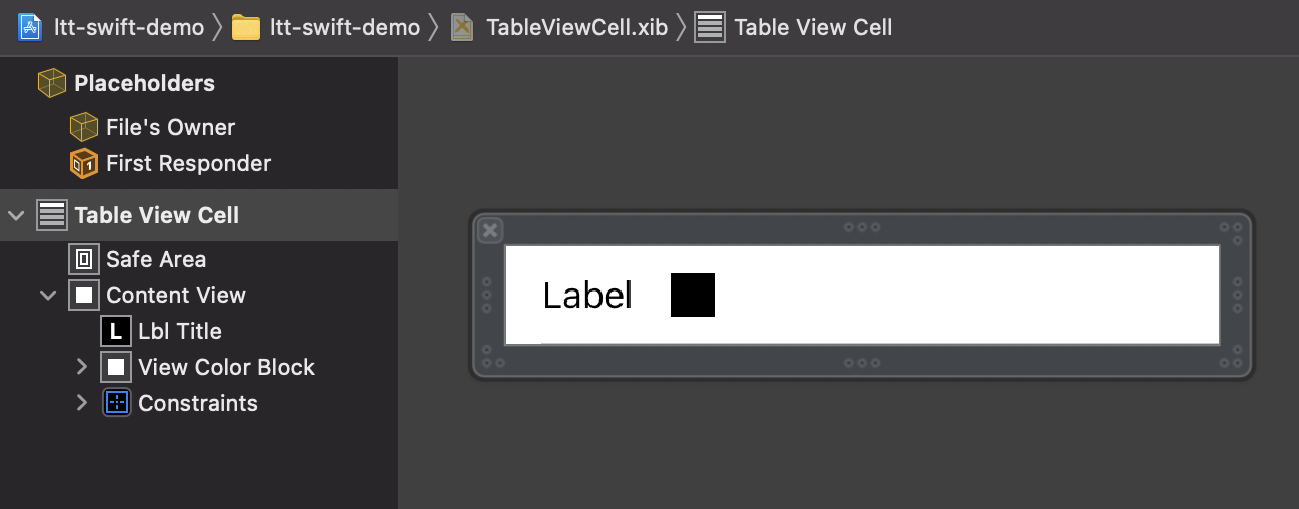 ltt-swift-demo ltt-swift-demo TableViewCell.xib Table View Cell
Placeholders
File's Owner
First Responder
Table View Cell
Safe Area
Content View
L Lbl Title
View Color Block
Constraints
Label